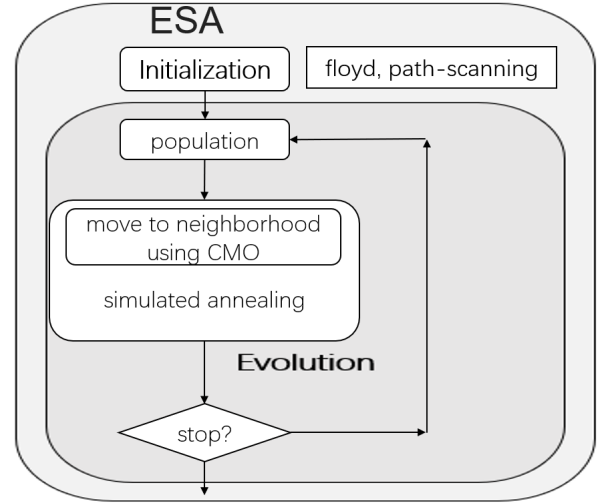 ESA
Initialization
floyd, path-scanning
population
move to neighborhood
using CMO
simulated annealing
Evolution
stop?